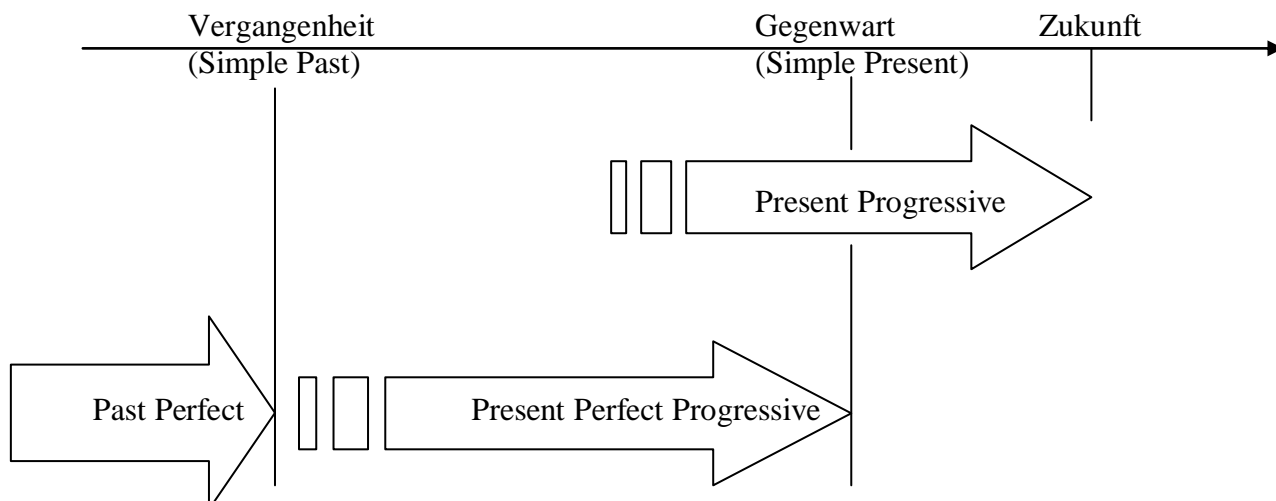 Vergangenheit
(Simple Past)
Gegenwart
(Simple Present)
Zukunft
Present Progressive
Past Perfect
Present Perfect Progressive